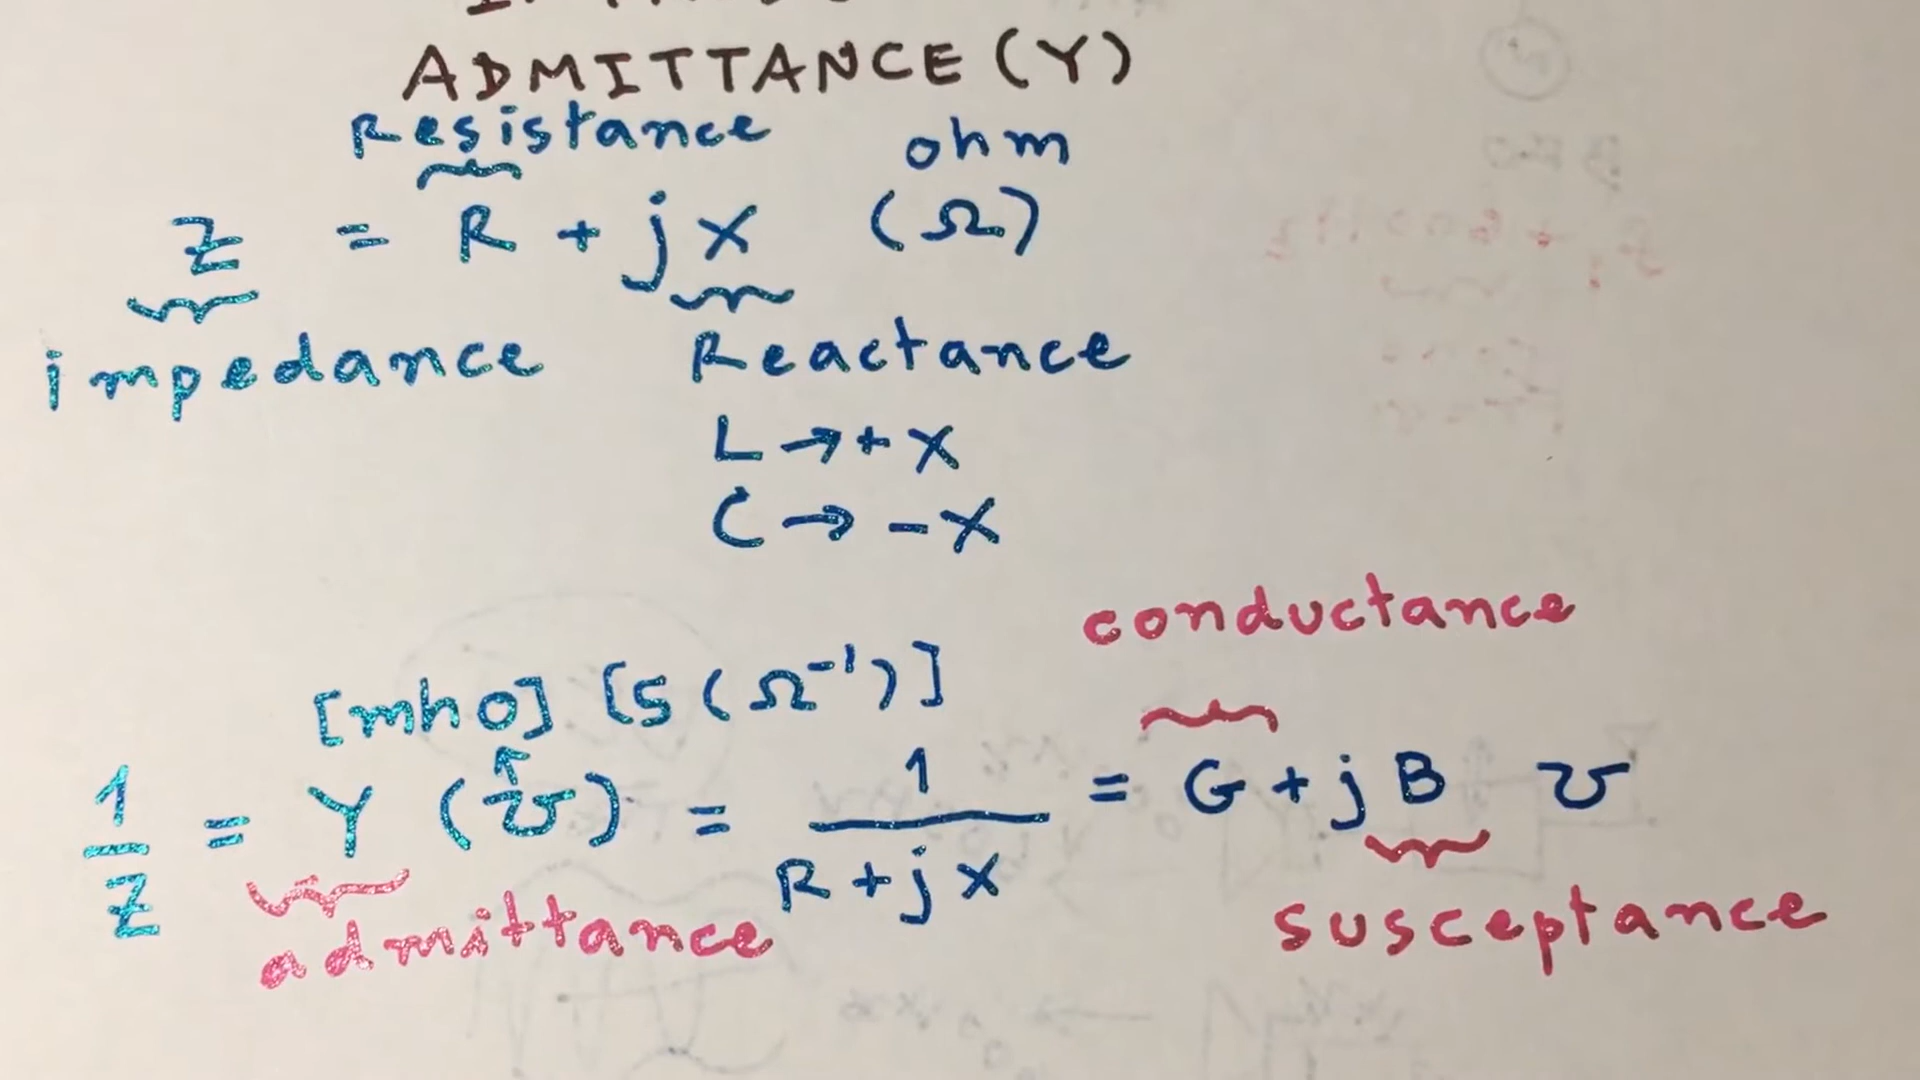 ADMITTANCE (Y)
Resistance ohm
Z = R + jX (Ω)
impedance Reactance
L → + X
C → - X
conductance
[mho] [S (Ω⁻¹)]
1/Z = Y (℧) = 1/(R + jX) = G + jB ℧
admittance susceptance